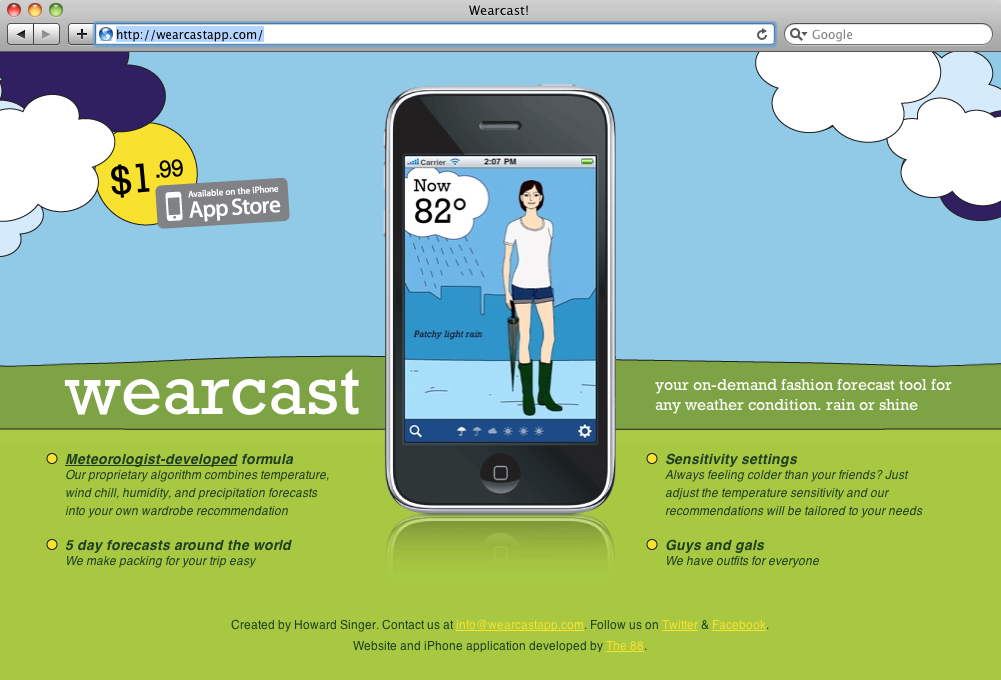 Wearcast!
http://wearcastapp.com/
Google
$1.99
Available on the iPhone
App Store
Carrier
2:07 PM
Now
82°
Patchy light rain
wearcast
your on-demand fashion forecast tool for
any weather condition. rain or shine
Meteorologist-developed formula
Our proprietary algorithm combines temperature,
wind chill, humidity, and precipitation forecasts
into your own wardrobe recommendation
5 day forecasts around the world
We make packing for your trip easy
Sensitivity settings
Always feeling colder than your friends? Just
adjust the temperature sensitivity and our
recommendations will be tailored to your needs
Guys and gals
We have outfits for everyone
Created by Howard Singer. Contact us at info@wearcastapp.com. Follow us on Twitter & Facebook.
Website and iPhone application developed by The 88.